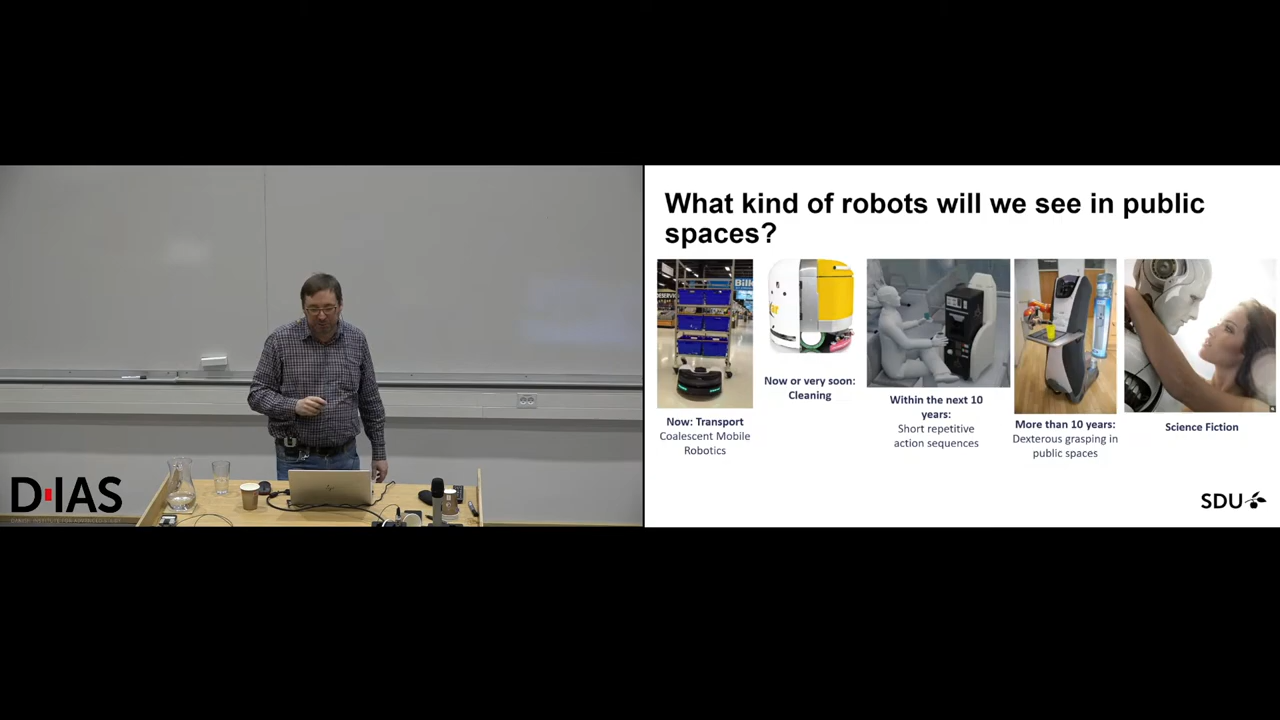 What kind of robots will we see in public
spaces?
Now: Transport
Coalescent Mobile
Robotics
Now or very soon:
Cleaning
Within the next 10
years:
Short repetitive
action sequences
More than 10 years:
Dexterous grasping in
public spaces
Science Fiction
SDU
D-IAS
Bilk